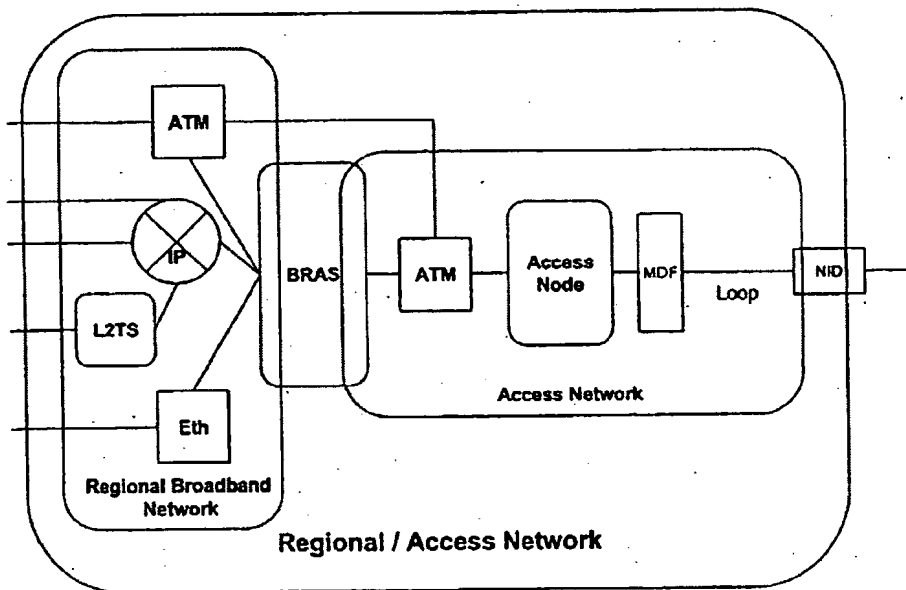 ATM
IP
L2TS
Eth
Regional Broadband
Network
BRAS
ATM
Access
Node
MDF
Loop
NID
Access Network
Regional / Access Network